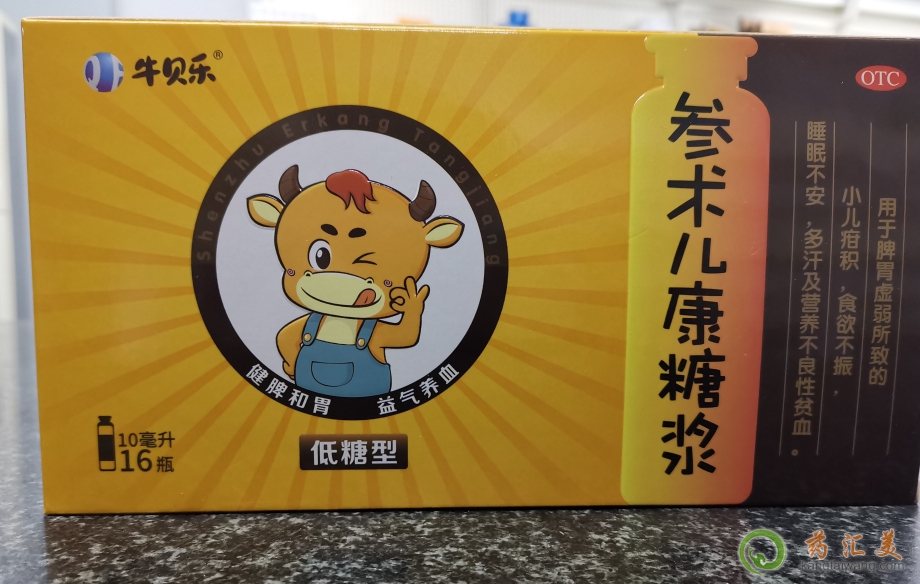 牛贝乐®
Shenzhu Erkang Tangjiang
健脾和胃 益气养血
低糖型
10毫升
16瓶
参术儿康糖浆
OTC
用于脾胃虚弱所致的
小儿疳积,食欲不振,
睡眠不安,多汗及营养不良性贫血。
药汇美
kangaiwang.com